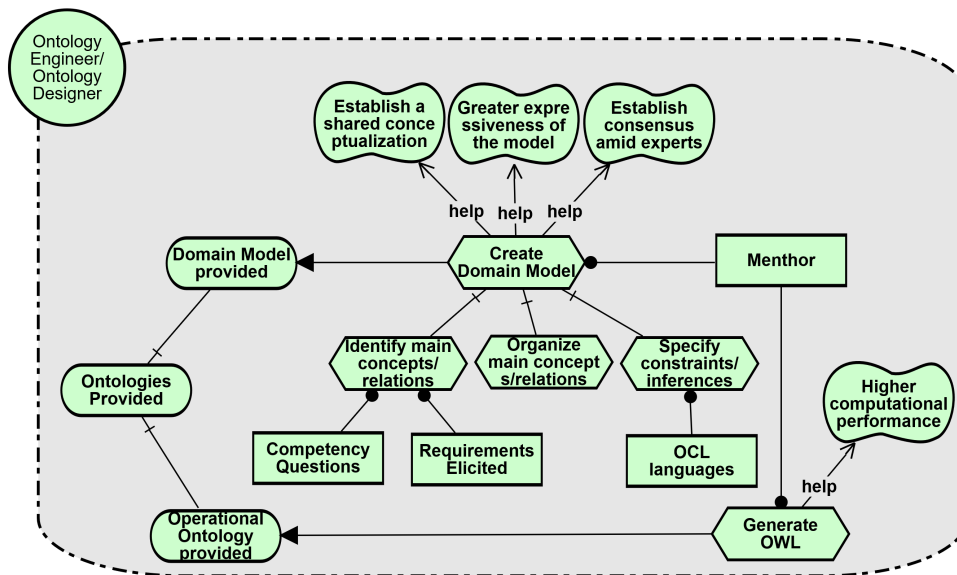 Ontology
Engineer/
Ontology
Designer
Establish a
shared conce
ptualization
Greater expre
ssiveness of
the model
Establish
consensus
amid experts
help
help
help
Domain Model
provided
Create
Domain Model
Menthor
Identify main
concepts/
relations
Organize
main concept
s/relations
Specify
constraints/
inferences
Ontologies
Provided
Higher
computational
performance
Competency
Questions
Requirements
Elicited
OCL
languages
help
Operational
Ontology
provided
Generate
OWL